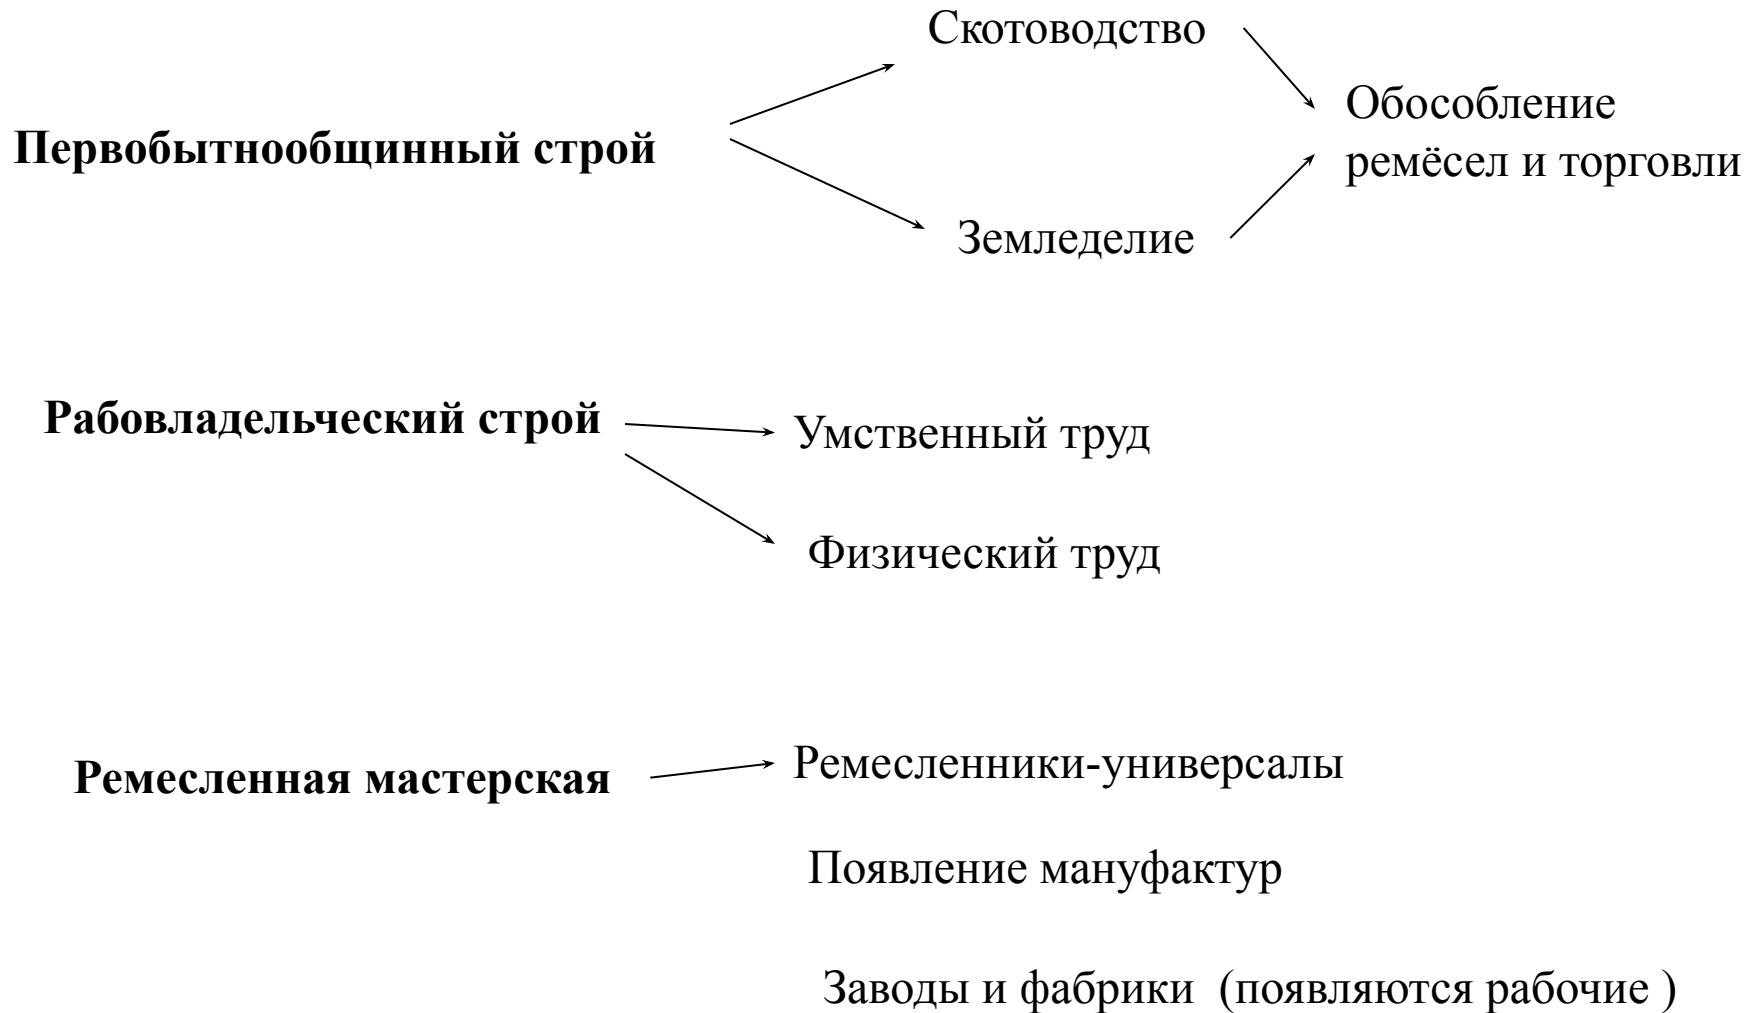 Скотоводство
Обособление
Первобытнообщинный строй
ремёсел и торговли
Земледелие
Рабовладельческий строй
Умственный труд
Физический труд
Ремесленники-универсалы
Ремесленная мастерская
Появление мануфактур
Заводы и фабрики (появляются рабочие )